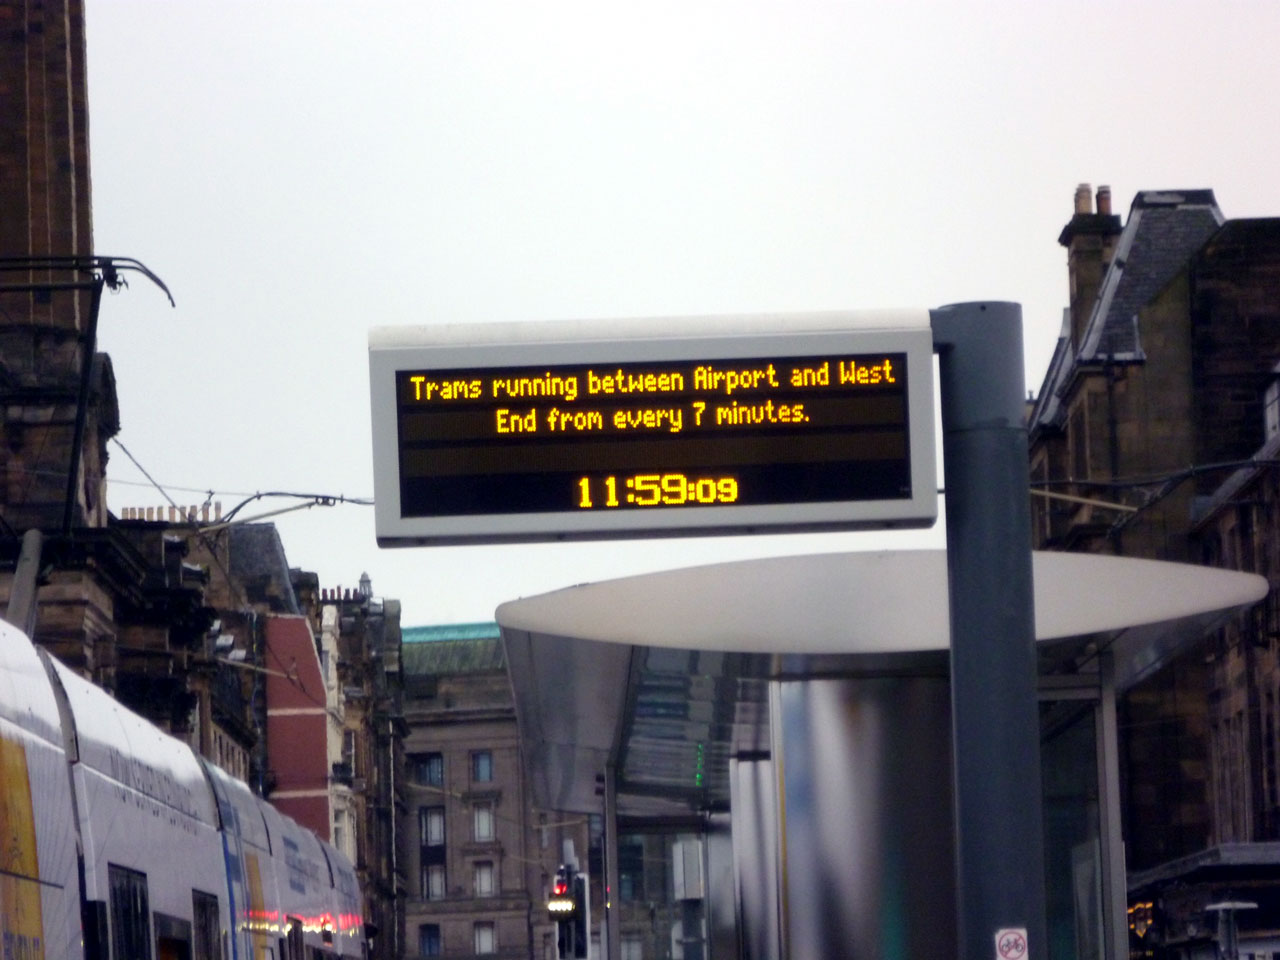 Trams running between Airport and West
End from every 7 minutes.
11:59:09